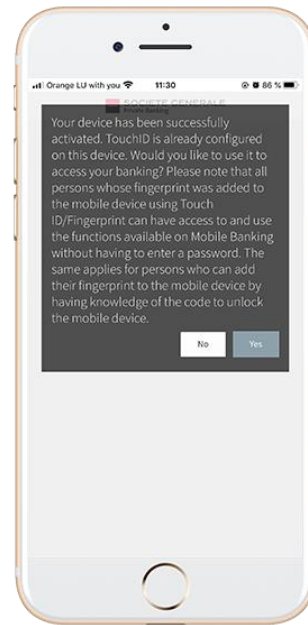 Orange LU with you 11:30 86 %
SOCIETE GENERALE
Private Banking
Your device has been successfully
activated. TouchID is already configured
on this device. Would you like to use it to
access your banking? Please note that all
persons whose fingerprint was added to
the mobile device using Touch
ID/Fingerprint can have access to and use
the functions available on Mobile Banking
without having to enter a password. The
same applies for persons who can add
their fingerprint to the mobile device by
having knowledge of the code to unlock
the mobile device.
No Yes